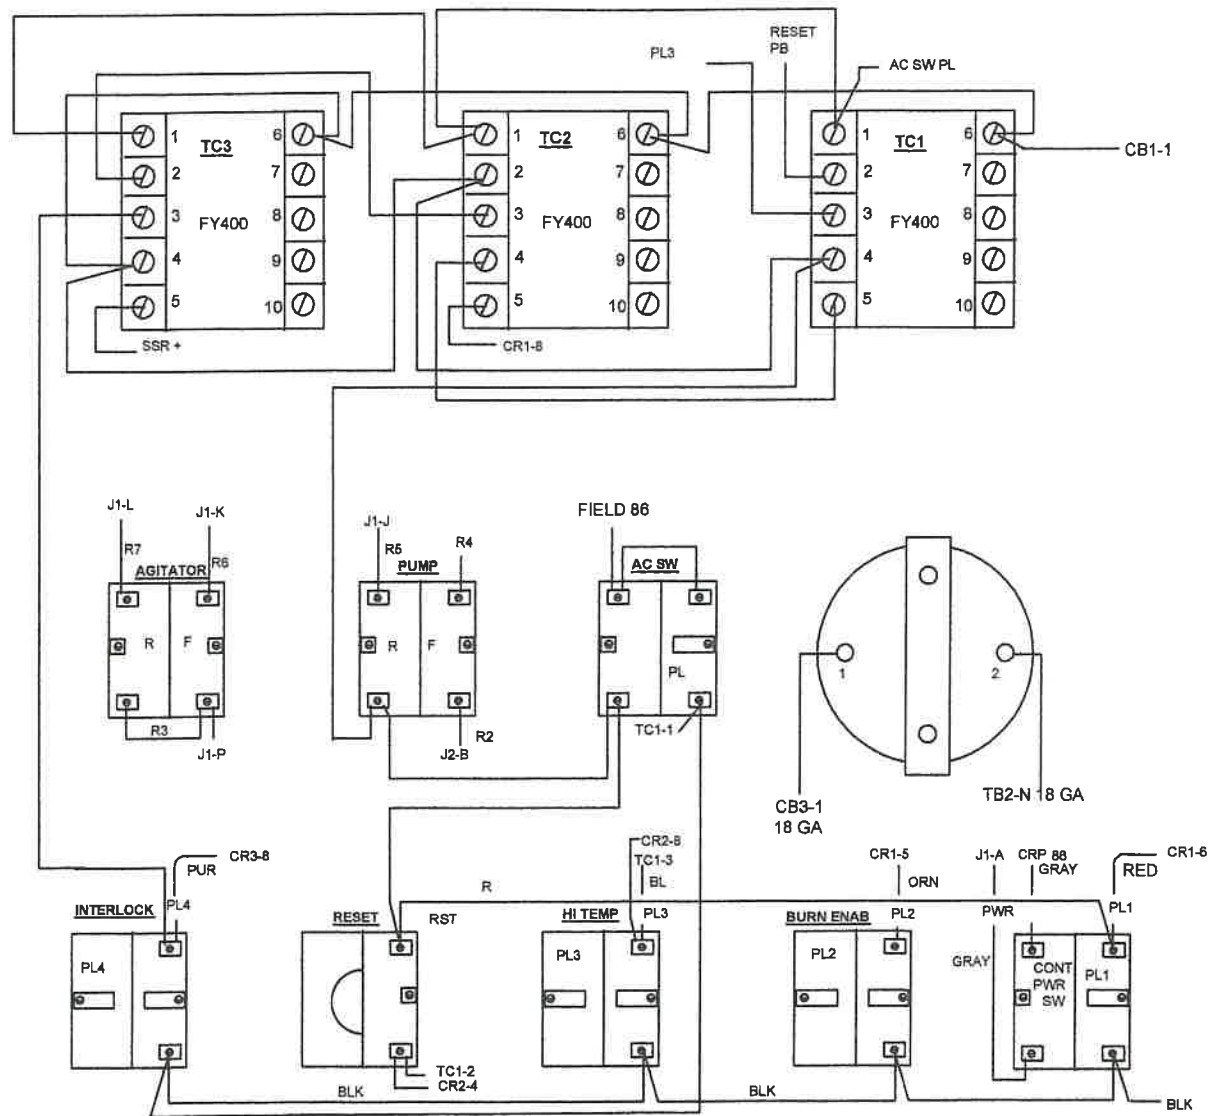 RESET
PB
PL3
AC SW PL
1
TC3
6
2
7
3
FY400
8
4
9
5
10
SSR +
1
TC2
6
2
7
3
FY400
8
4
9
5
10
CR1-8
1
TC1
6
CB1-1
2
7
3
FY400
8
4
9
5
10
J1-L
J1-K
R7
R6
AGITATOR
R
F
R3
J1-P
J1-J
R5
R4
PUMP
R
F
J2-B
R2
FIELD 86
AC SW
PL
TC1-1
1
2
CB3-1
18 GA
TB2-N 18 GA
CR3-8
PUR
PL4
INTERLOCK
PL4
RESET
RST
R
TC1-2
CR2-4
BLK
CR2-8
TC1-3
BL
HI TEMP
PL3
PL3
BLK
CR1-5
ORN
BURN ENAB
PL2
PL2
J1-A
CRP 88
GRAY
PWR
GRAY
CR1-6
RED
PL1
CONT
PWR
SW
PL1
BLK
BLK